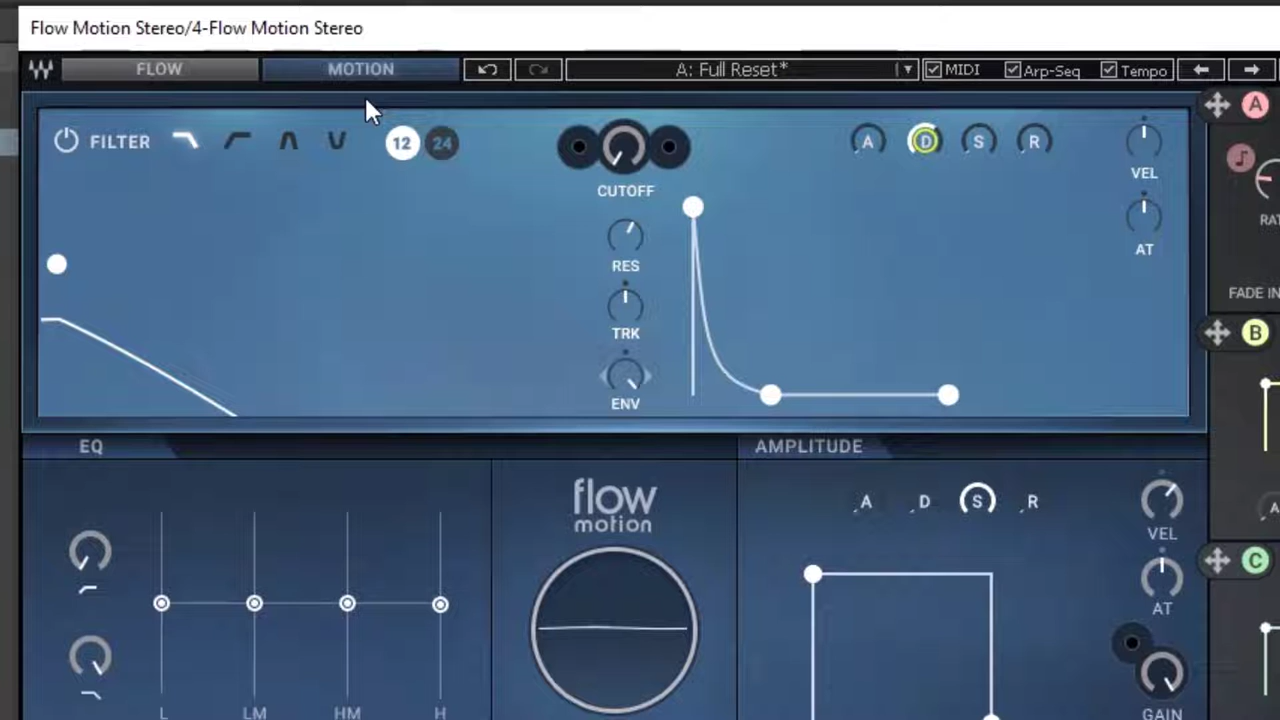 Flow Motion Stereo/4-Flow Motion Stereo
FLOW MOTION A: Full Reset* MIDI Arp-Seq Tempo
A
FILTER 12 24 A D S R
CUTOFF VEL
RES AT
TRK
ENV
FADE IN
B
EQ AMPLITUDE
flow
motion
A D S R
VEL
C
AT
L LM HM H GAIN